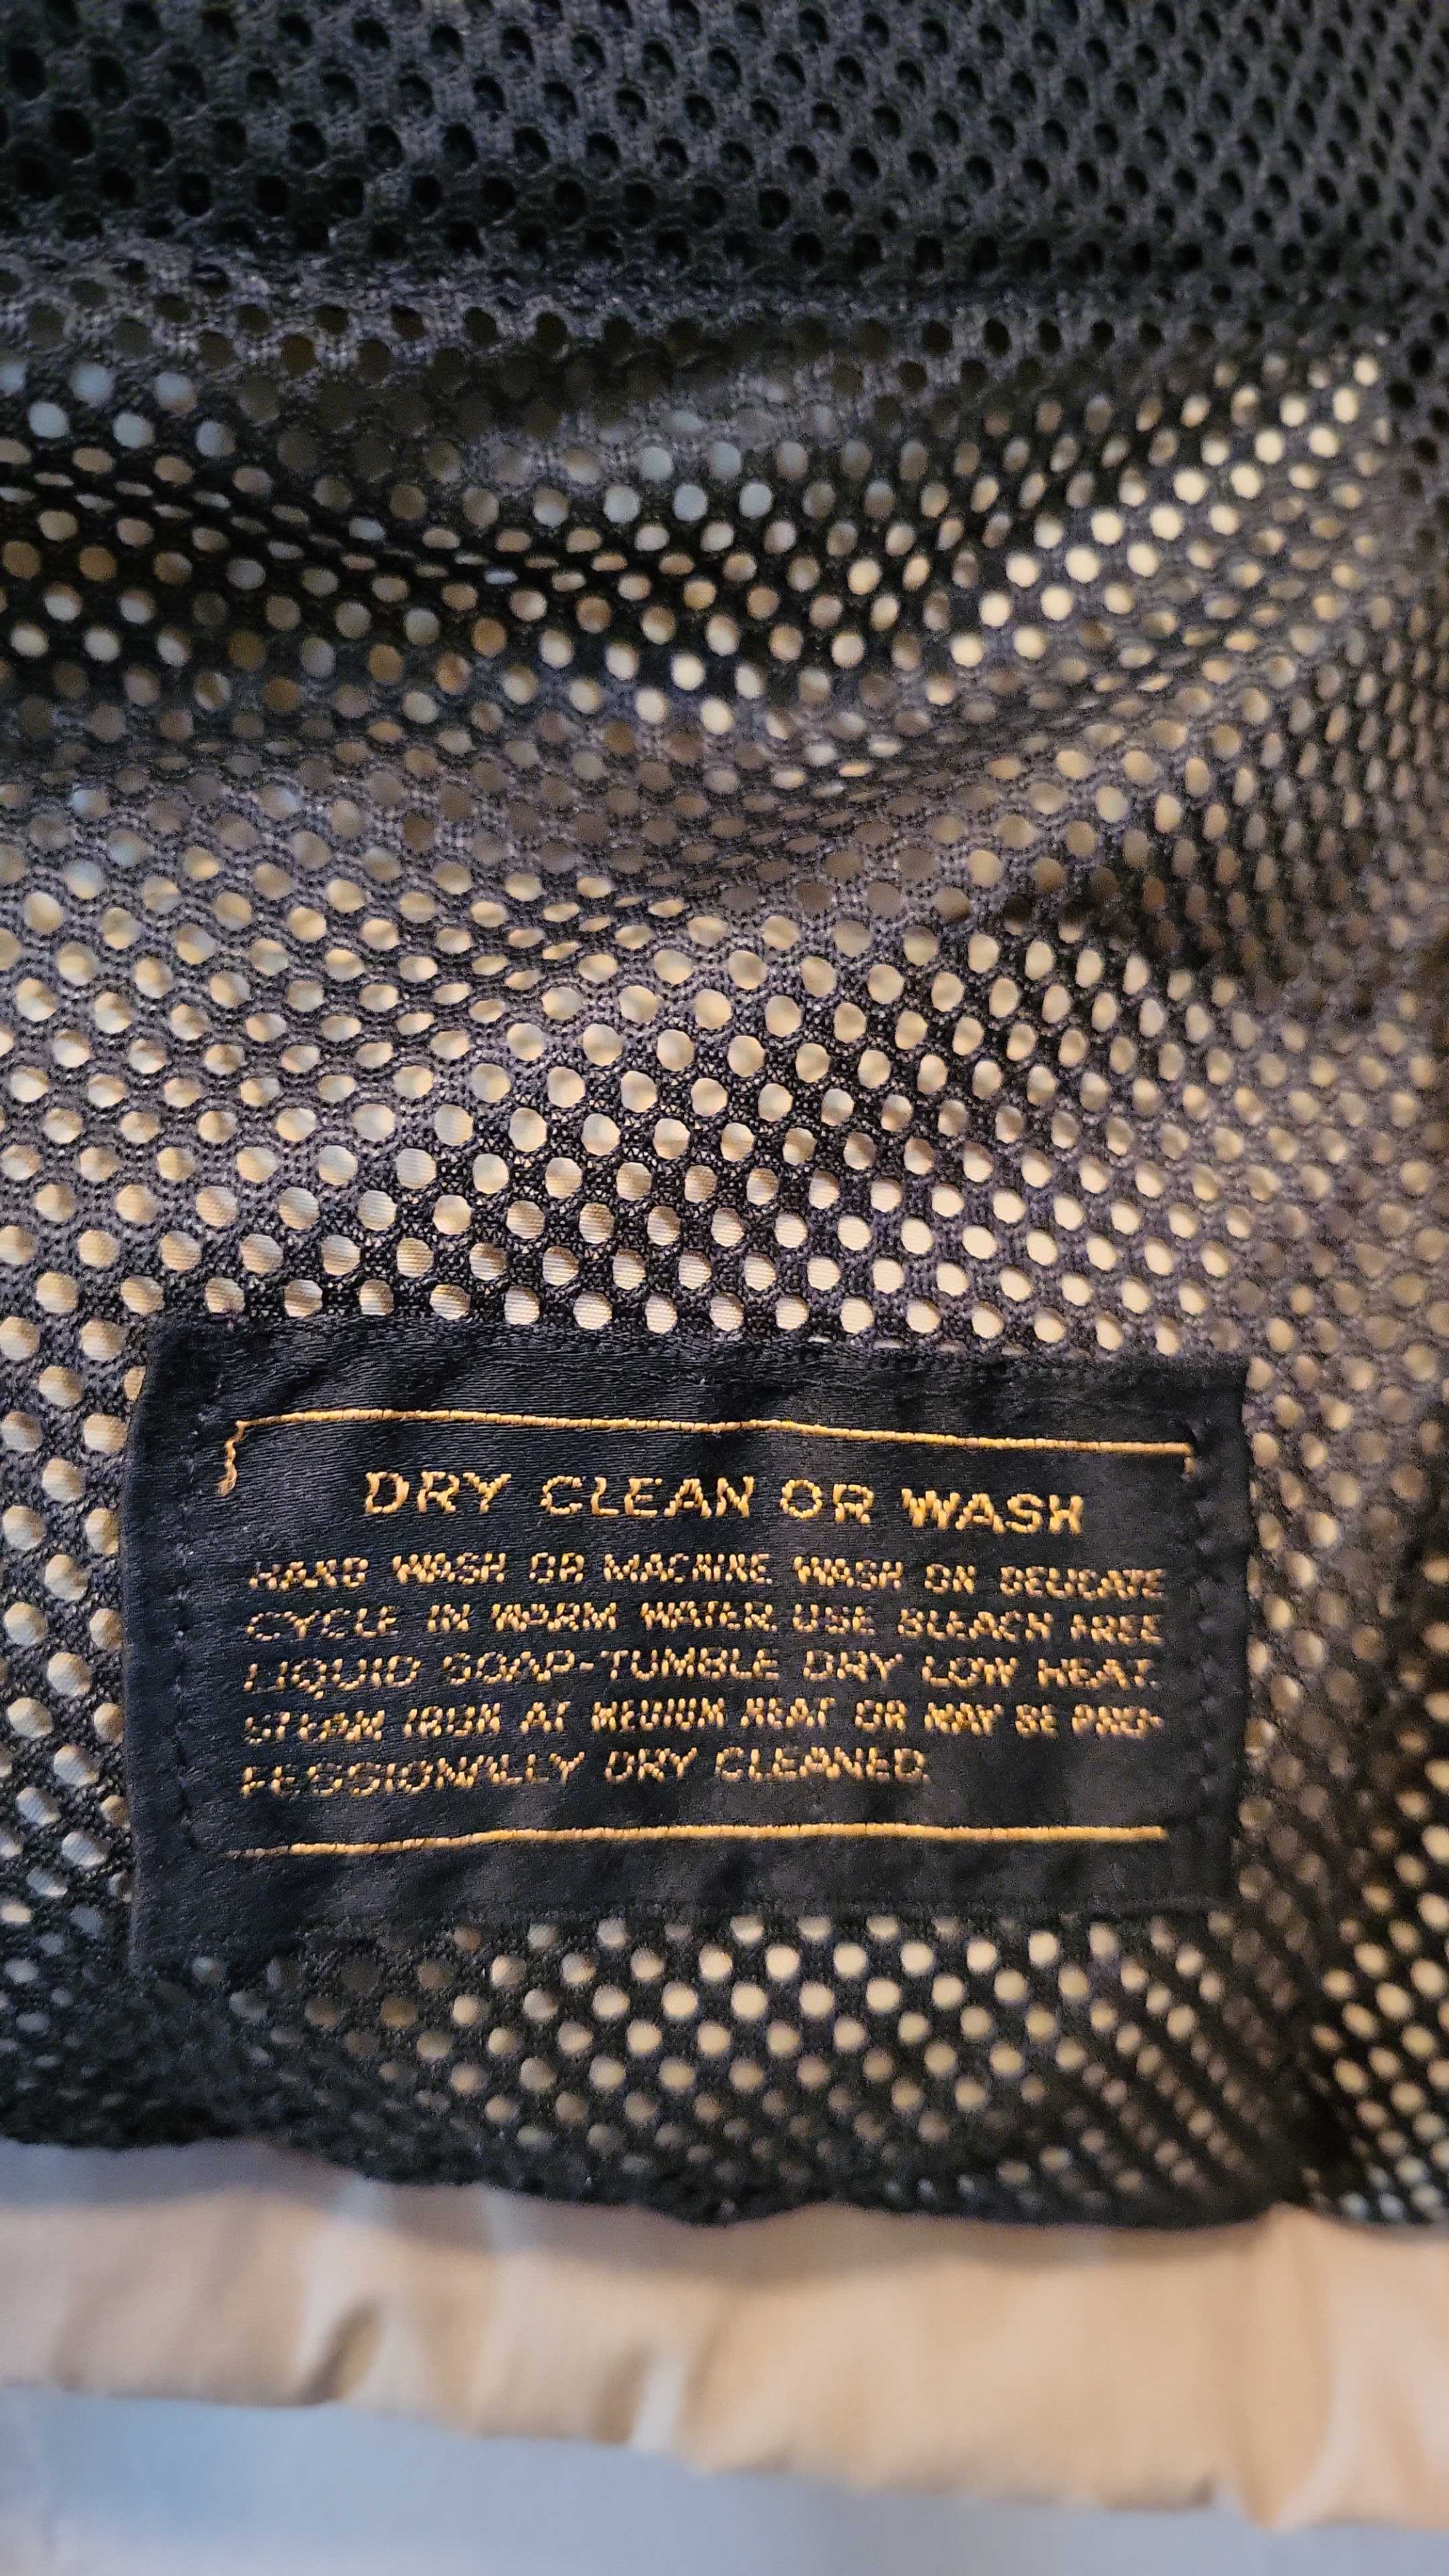 DRY CLEAN OR WASH
HAND WASH OR MACHINE WASH ON DELICATE
CYCLE IN WARM WATER. USE BLEACH FREE
LIQUID SOAP-TUMBLE DRY LOW HEAT.
STEAM IRON AT MEDIUM HEAT OR MAY BE PRO-
FESSIONALLY DRY CLEANED.